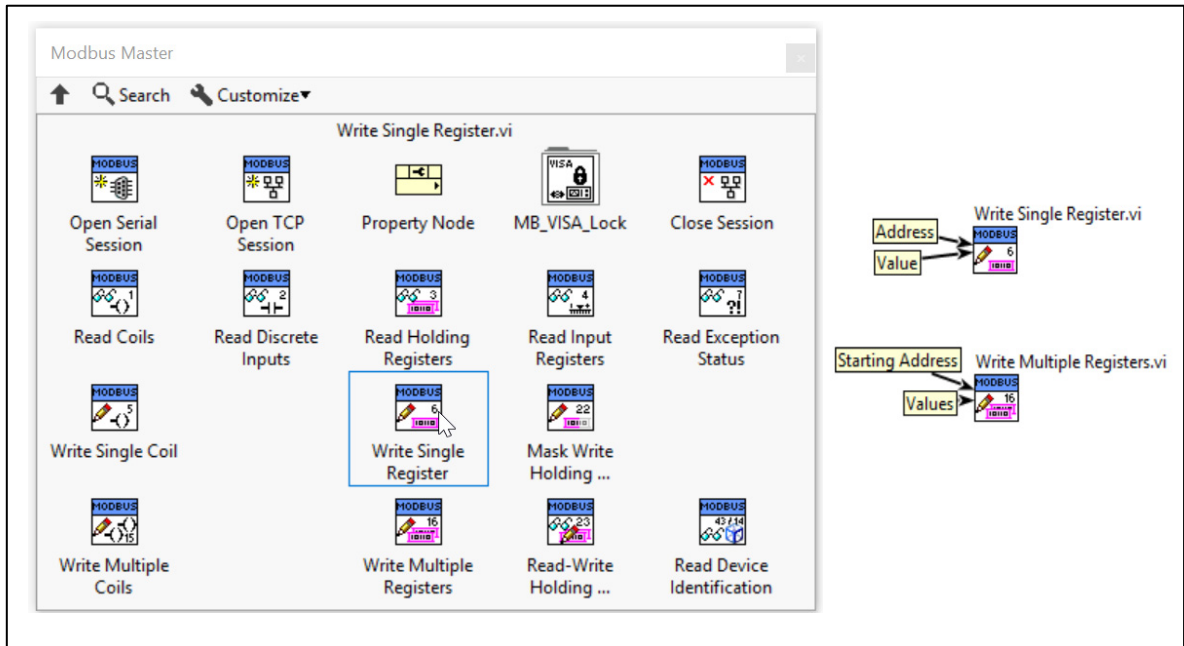 Modbus Master
Search Customize
Write Single Register.vi
MODBUS
Open Serial
Session
MODBUS
Open TCP
Session
Property Node
VISA
MB_VISA_Lock
MODBUS
Close Session
MODBUS
1
Read Coils
MODBUS
2
Read Discrete
Inputs
MODBUS
3
Read Holding
Registers
MODBUS
4
Read Input
Registers
MODBUS
7
?!
Read Exception
Status
MODBUS
5
Write Single Coil
MODBUS
6
Write Single
Register
MODBUS
22
Mask Write
Holding ...
MODBUS
15
Write Multiple
Coils
MODBUS
16
Write Multiple
Registers
MODBUS
23
Read-Write
Holding ...
MODBUS
43 / 14
Read Device
Identification
Write Single Register.vi
Address
Value
MODBUS
6
Write Multiple Registers.vi
Starting Address
Values
MODBUS
16